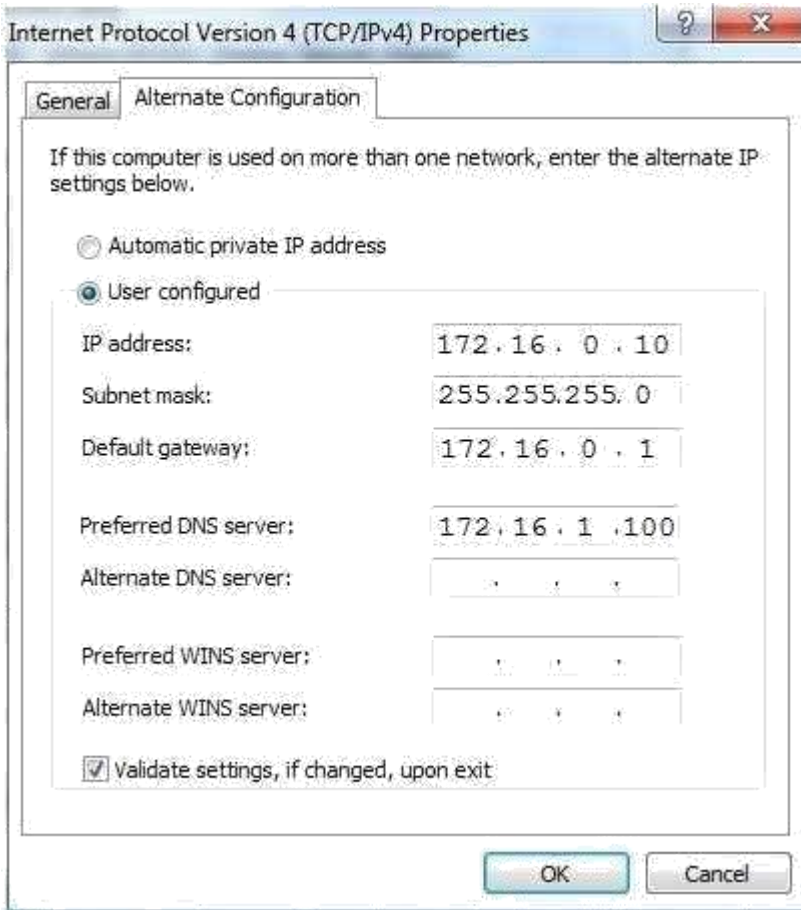 Internet Protocol Version 4 (TCP/IPv4) Properties
?
General
Alternate Configuration
If this computer is used on more than one network, enter the alternate IP
settings below.
Automatic private IP address
User configured
IP address: 172 . 16 . 0 . 10
Subnet mask: 255 . 255 . 255 . 0
Default gateway: 172 . 16 . 0 . 1
Preferred DNS server: 172 . 16 . 1 . 100
Alternate DNS server: . . .
Preferred WINS server: . . .
Alternate WINS server: . . .
Validate settings, if changed, upon exit
OK Cancel